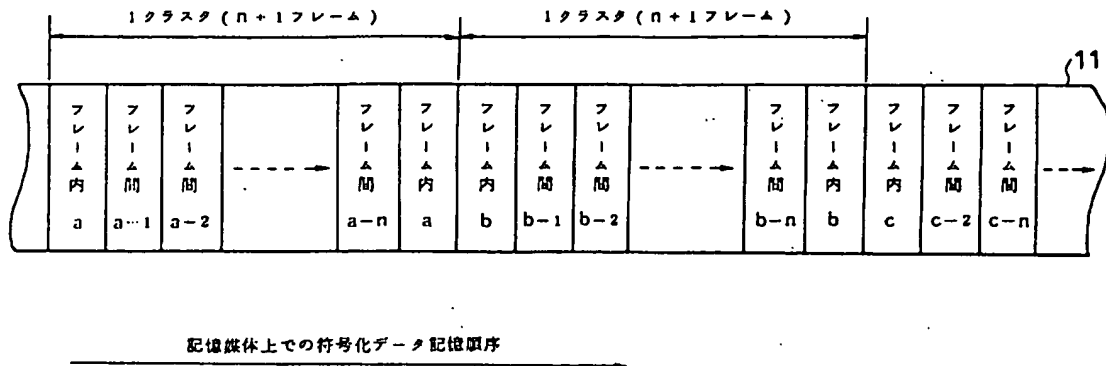 1クラスタ(n+1フレーム)
1クラスタ(n+1フレーム)
11
フレーム内 a
フレーム間 a-1
フレーム間 a-2
フレーム間 a-n
フレーム内 a
フレーム内 b
フレーム間 b-1
フレーム間 b-2
フレーム間 b-n
フレーム内 b
フレーム内 c
フレーム間 c-2
フレーム間 c-n
記憶媒体上での符号化データ記憶順序